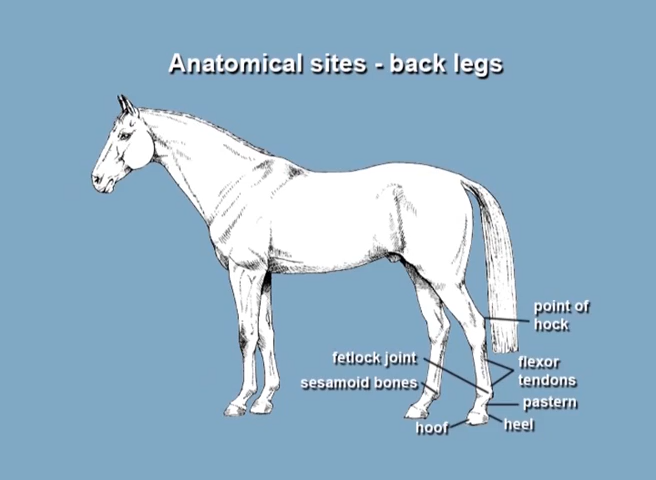 Anatomical sites - back legs
point of
hock
fetlock joint
flexor
tendons
sesamoid bones
pastern
hoof
heel